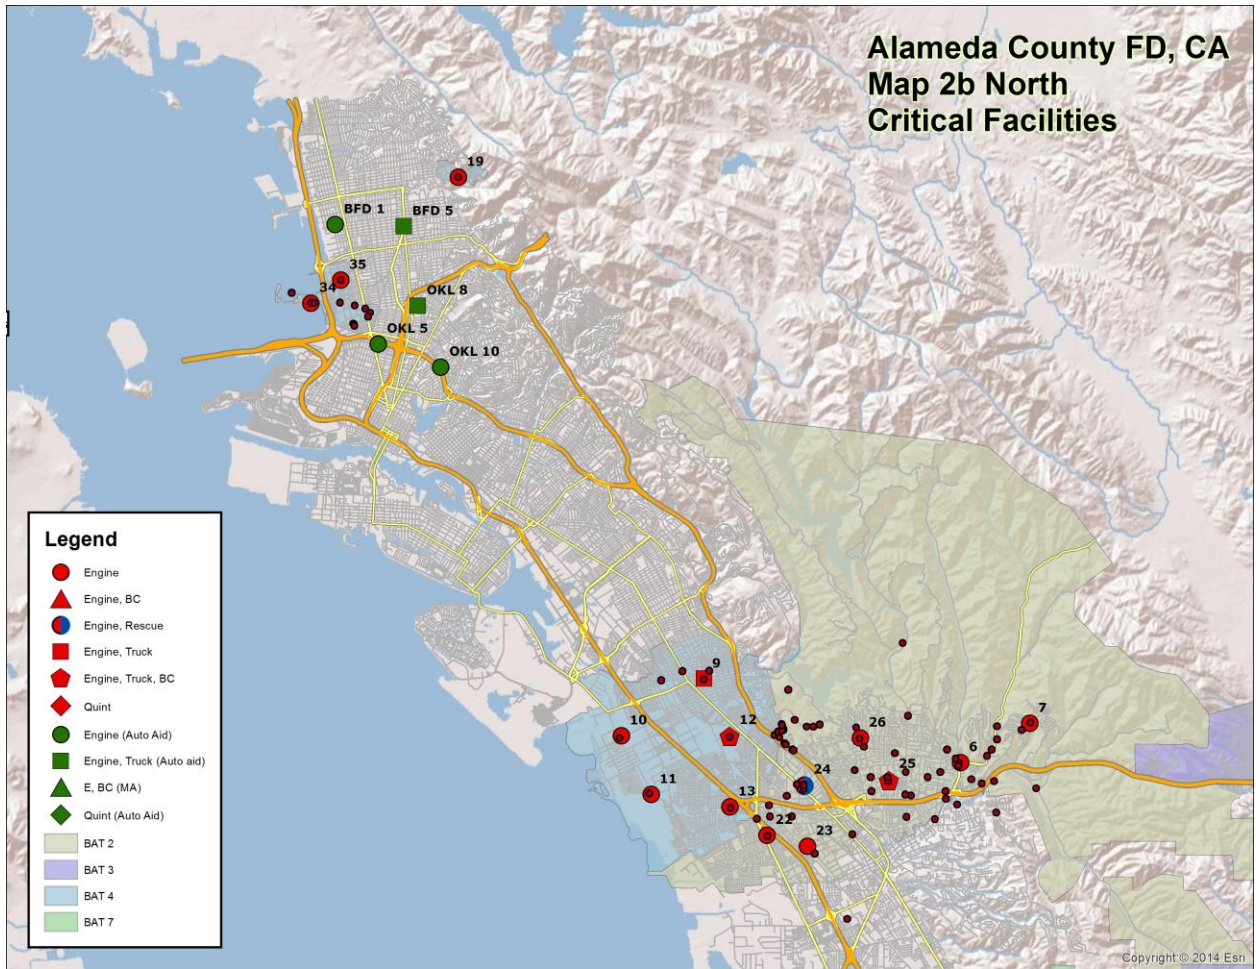 Alameda County FD, CA
Map 2b North
Critical Facilities
19
BFD 1
BFD 5
35
34
OKL 8
OKL 5
OKL 10
9
10
12
7
26
6
25
24
11
13
22
23
Legend
Engine
Engine, BC
Engine, Rescue
Engine, Truck
Engine, Truck, BC
Quint
Engine (Auto Aid)
Engine, Truck (Auto aid)
E, BC (MA)
Quint (Auto Aid)
BAT 2
BAT 3
BAT 4
BAT 7
Copyright:© 2014 Esri